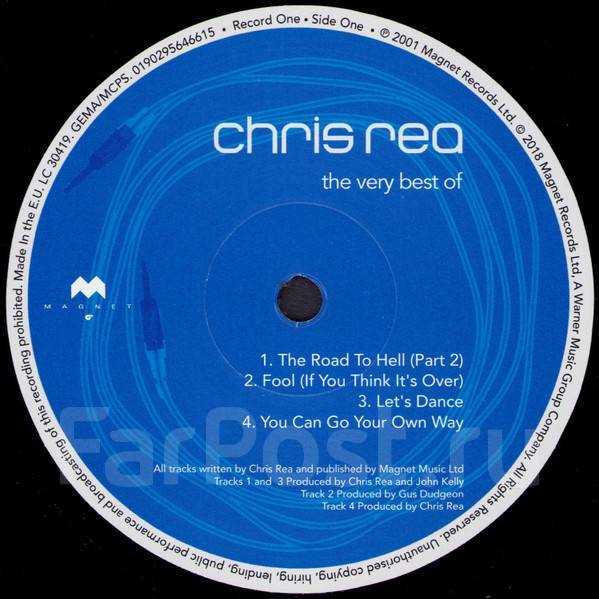 Made In the E.U. LC 30419. GEMA/MCPS. 0190295646615 • Record One • Side One • ℗ 2001 Magnet Records Ltd. © 2018 Magnet Records Ltd, A Warner Music Group Company. All Rights Reserved. Unauthorised copying, hiring, lending, public performance and broadcasting of this recording prohibited.
chris rea
the very best of
MAGNET
1. The Road To Hell (Part 2)
2. Fool (If You Think It's Over)
3. Let's Dance
4. You Can Go Your Own Way
FarPost.ru
All tracks written by Chris Rea and published by Magnet Music Ltd
Tracks 1 and 3 Produced by Chris Rea and John Kelly
Track 2 Produced by Gus Dudgeon
Track 4 Produced by Chris Rea